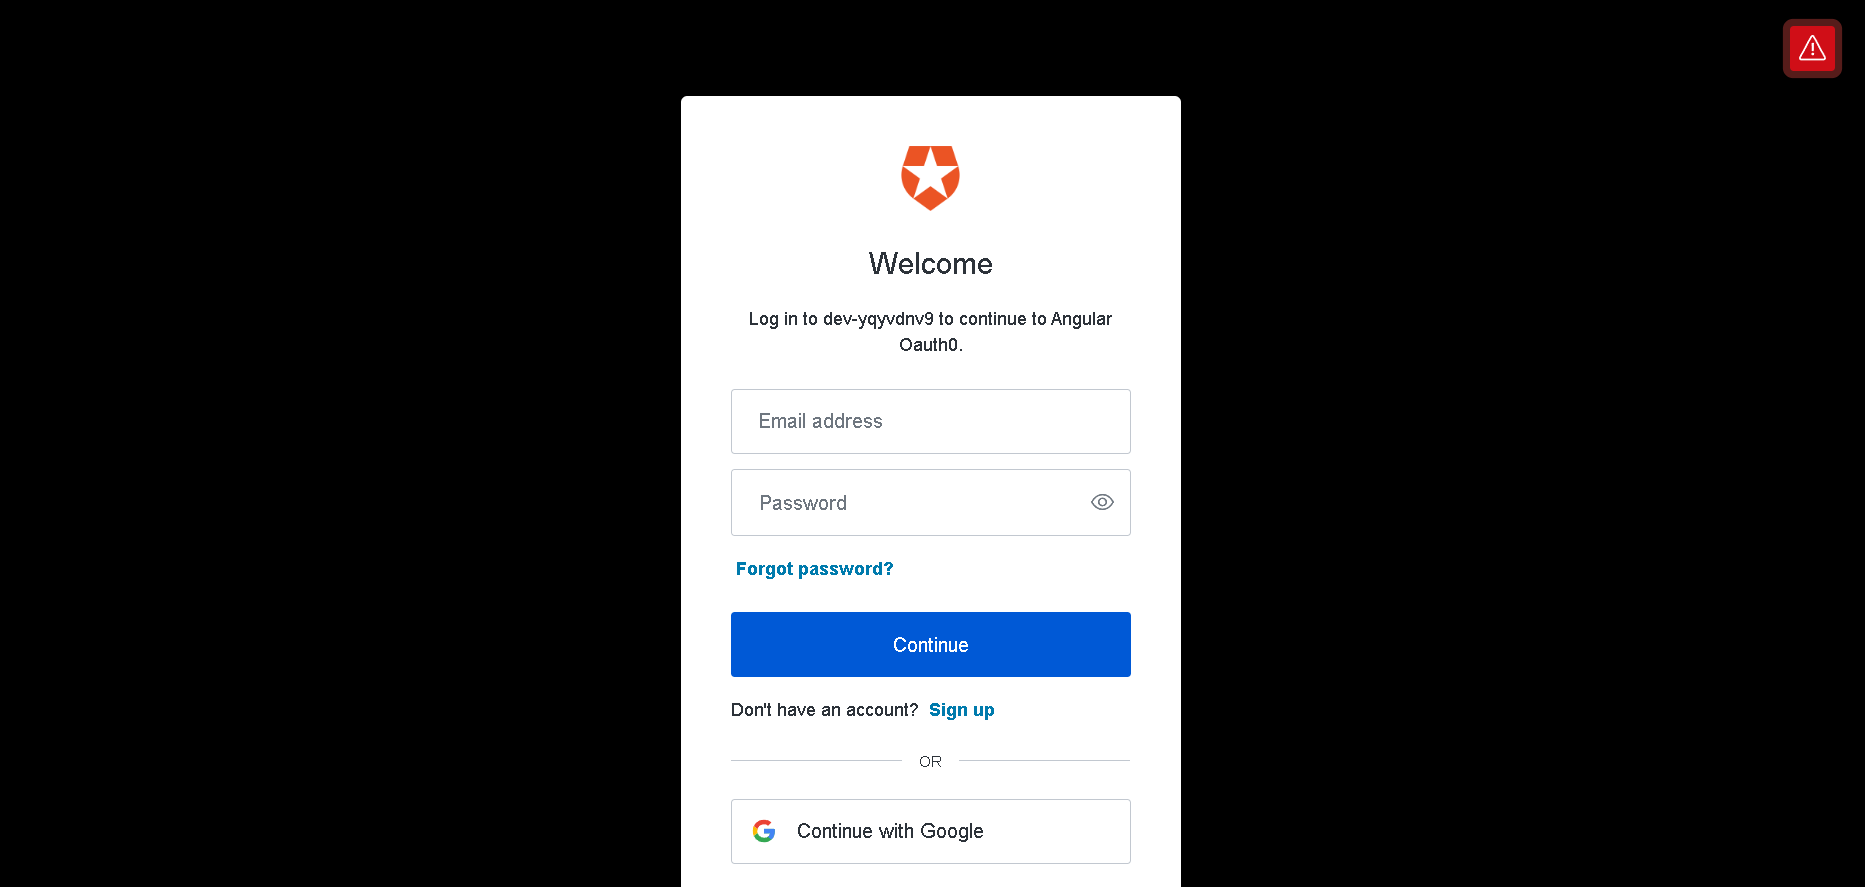 Welcome
Log in to dev-yqyvdnv9 to continue to Angular
Oauth0.
Email address
Password
Forgot password?
Continue
Don't have an account? Sign up
OR
Continue with Google